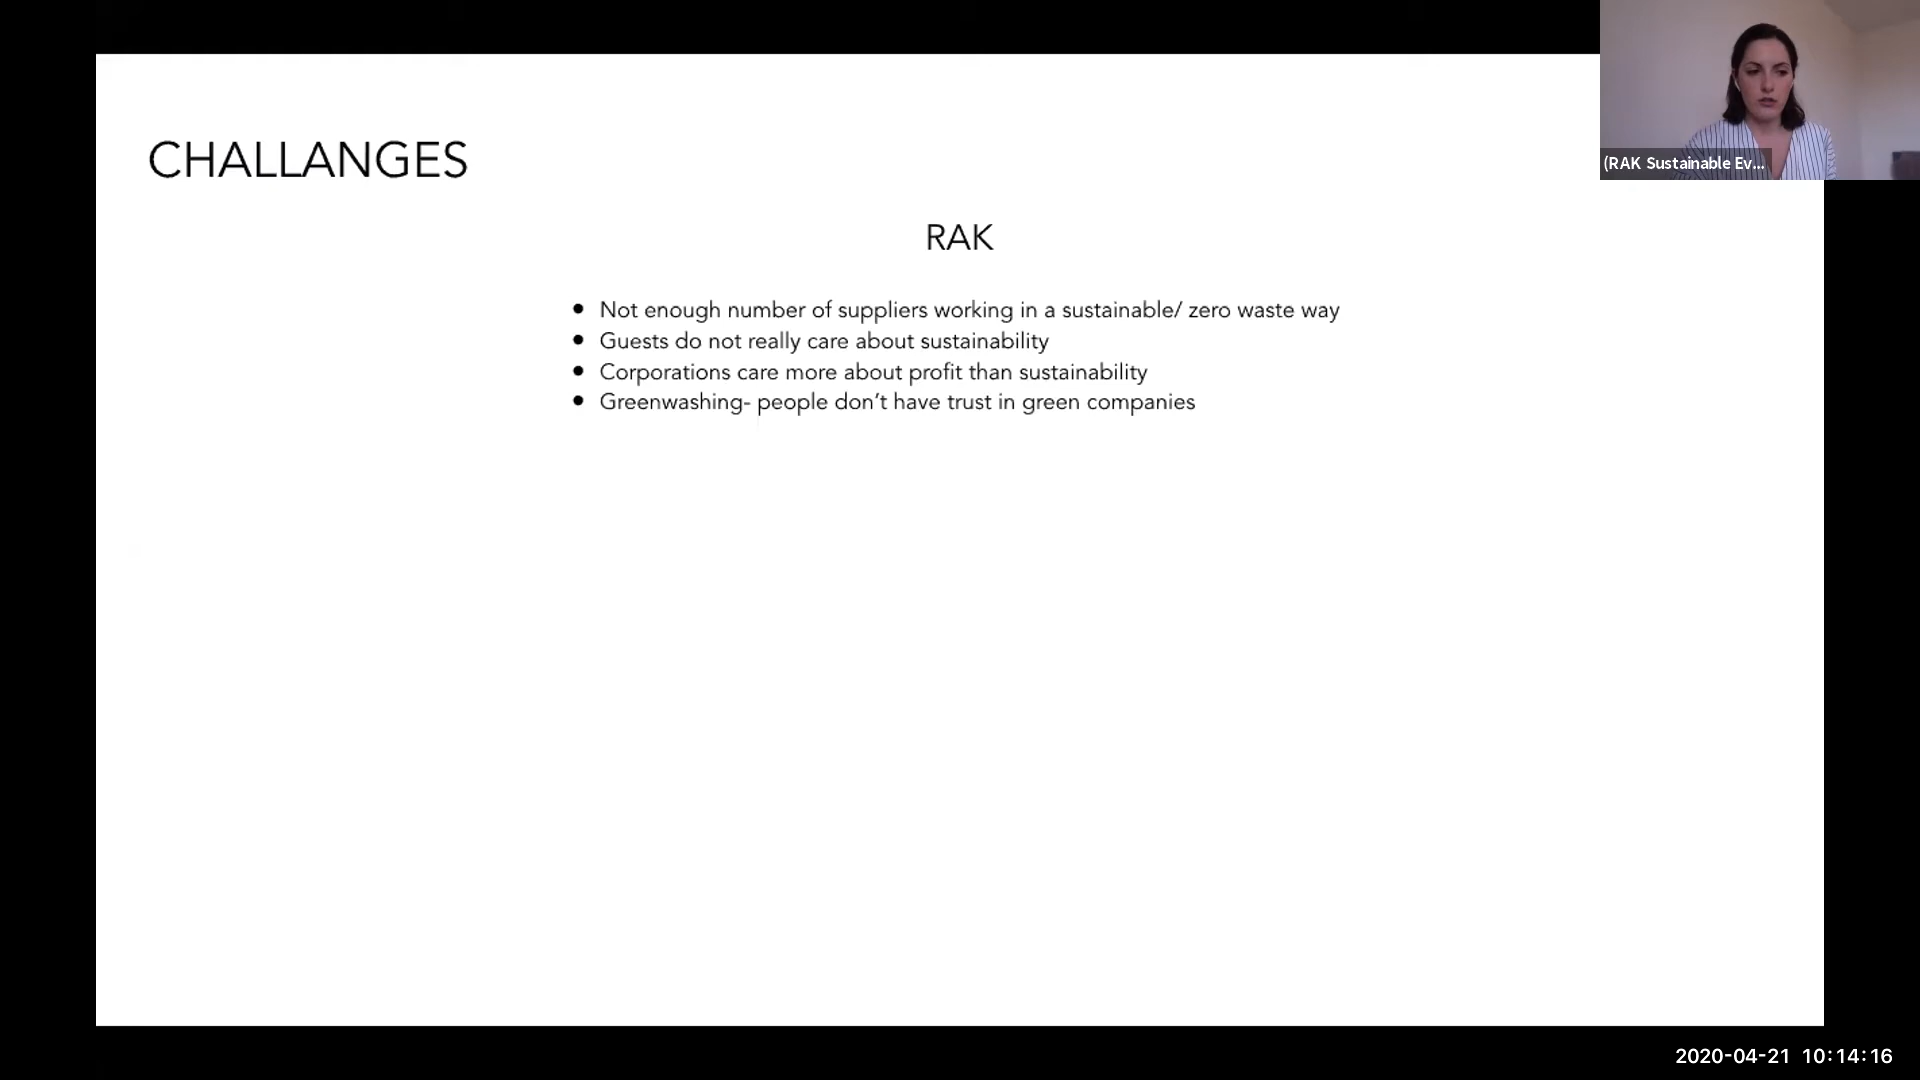 CHALLANGES
(RAK Sustainable Ev...
RAK
• Not enough number of suppliers working in a sustainable/ zero waste way
• Guests do not really care about sustainability
• Corporations care more about profit than sustainability
• Greenwashing- people don’t have trust in green companies
2020-04-21 10:14:16